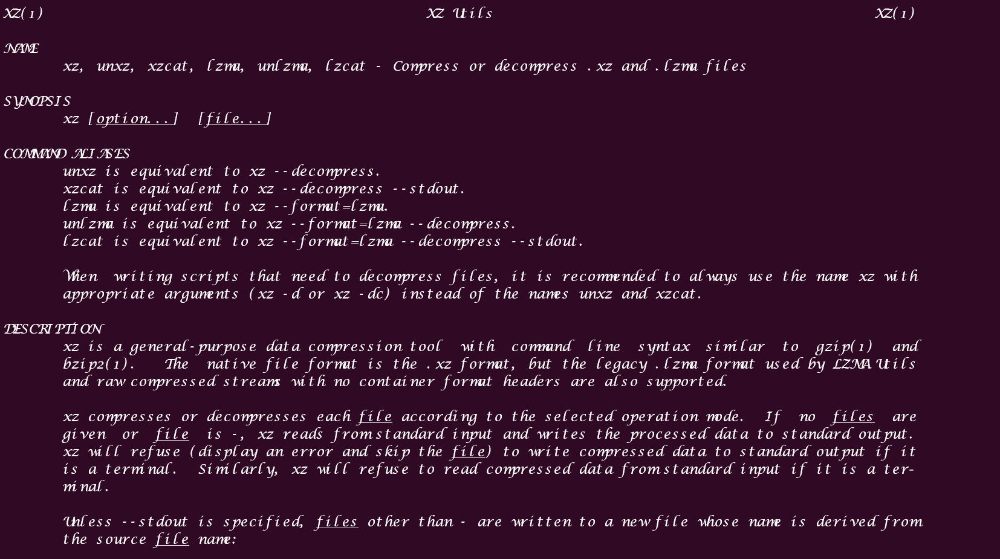 XZ(1) XZ Utils XZ(1)
NAME
xz, unxz, xzcat, lzma, unlzma, lzcat - Compress or decompress .xz and .lzma files
SYNOPSIS
xz [option...]  [file...]
COMMAND ALIASES
unxz is equivalent to xz --decompress.
xzcat is equivalent to xz --decompress --stdout.
lzma is equivalent to xz --format=lzma.
unlzma is equivalent to xz --format=lzma --decompress.
lzcat is equivalent to xz --format=lzma --decompress --stdout.
When  writing scripts that need to decompress files, it is recommended to always use the name xz with
appropriate arguments (xz -d or xz -dc) instead of the names unxz and xzcat.
DESCRIPTION
xz is a general-purpose data compression tool  with  command  line  syntax  similar  to  gzip(1)  and
bzip2(1).   The  native file format is the .xz format, but the legacy .lzma format used by LZMA Utils
and raw compressed streams with no container format headers are also supported.
xz compresses or decompresses each file according to the selected operation mode.  If  no  files  are
given  or  file  is -, xz reads from standard input and writes the processed data to standard output.
xz will refuse (display an error and skip the file) to write compressed data to standard output if it
is a terminal.  Similarly, xz will refuse to read compressed data from standard input if it is a ter-
minal.
Unless --stdout is specified, files other than - are written to a new file whose name is derived from
the source file name: